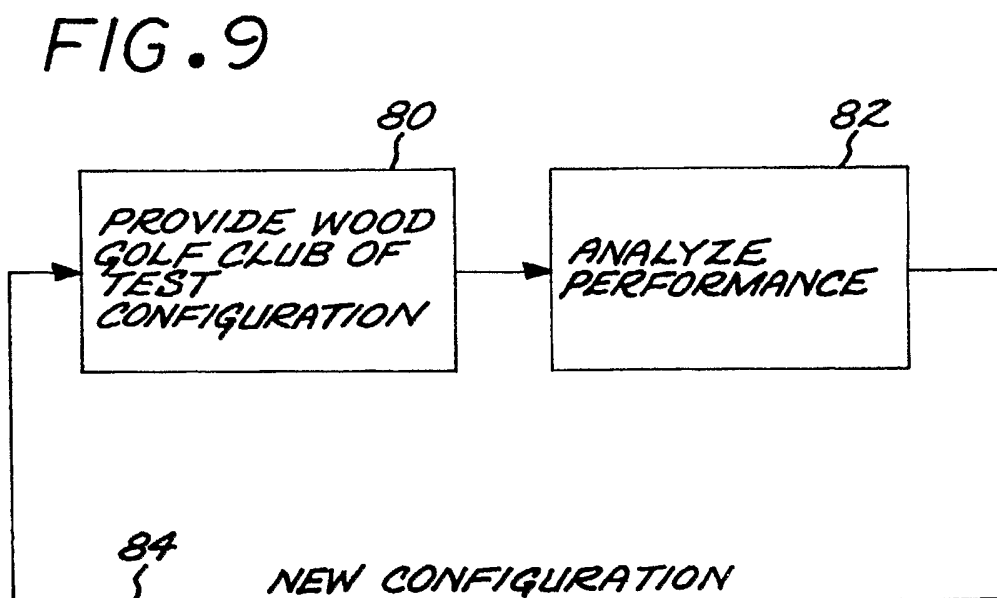 FIG. 9
80
82
PROVIDE WOOD
GOLF CLUB OF
TEST
CONFIGURATION
ANALYZE
PERFORMANCE
84
NEW CONFIGURATION